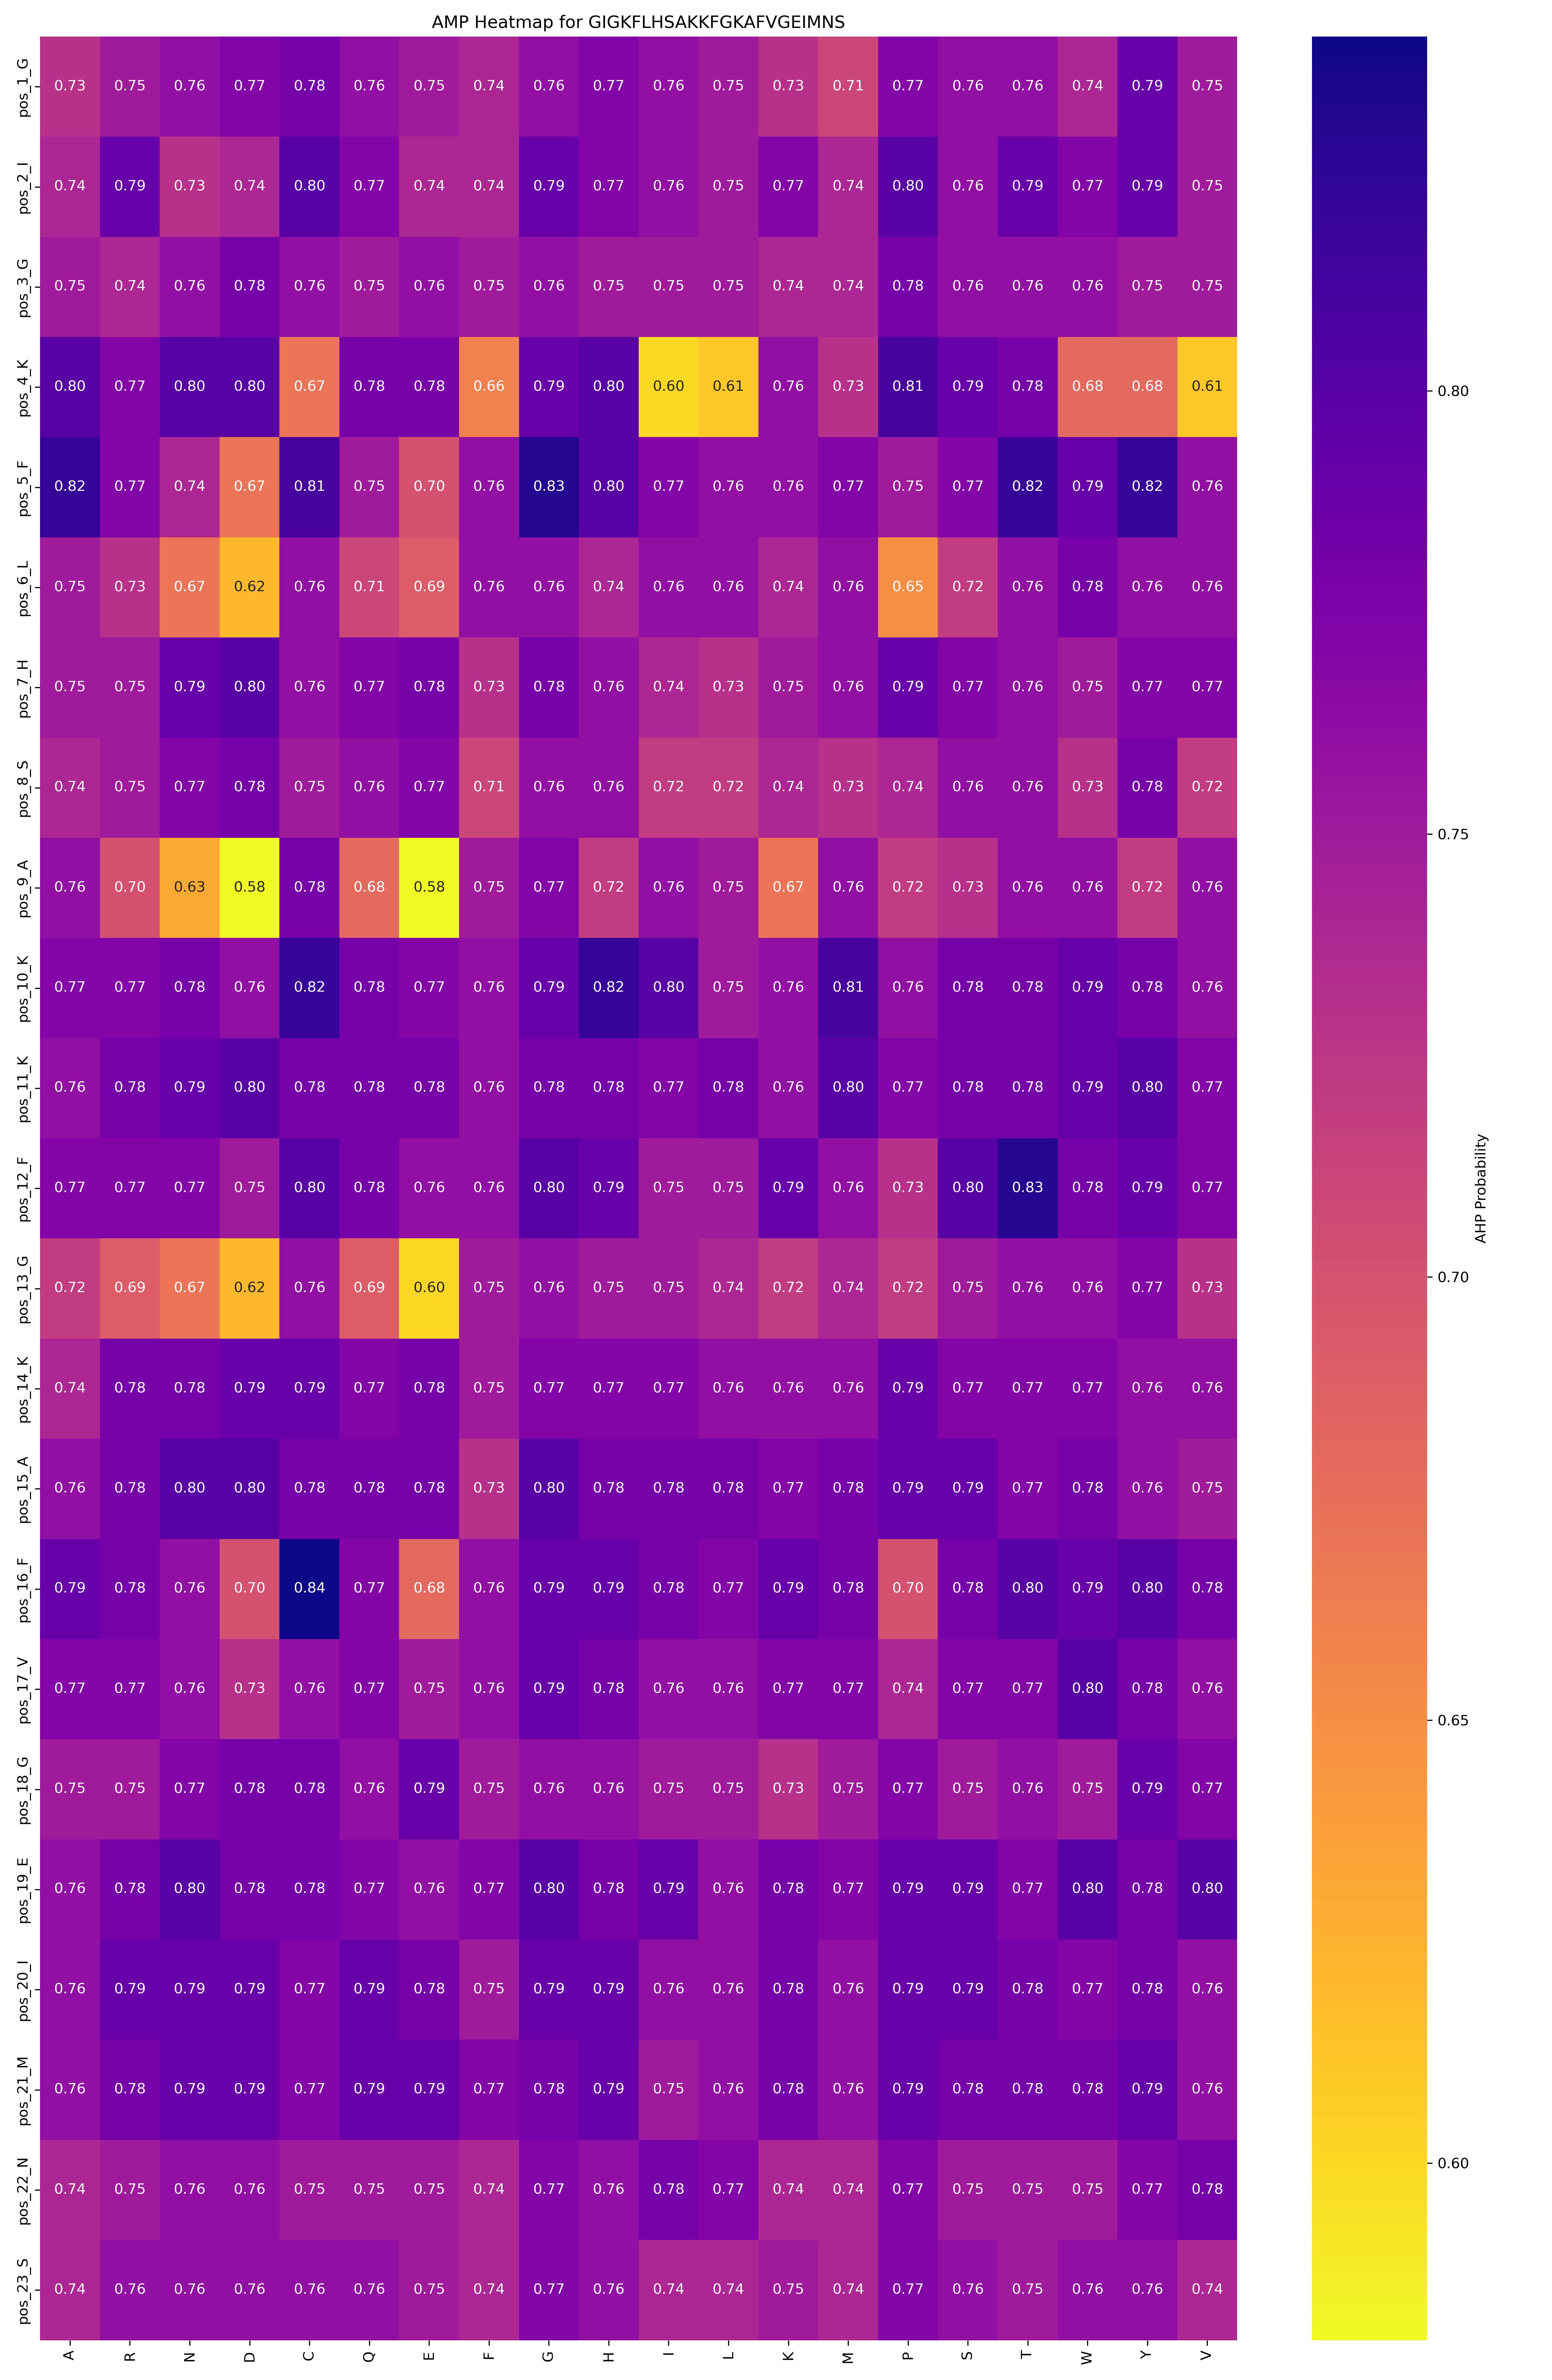 AMP Heatmap for GIGKFLHSAKKFGKAFVGEIMNS
pos_1_G 0.73 0.75 0.76 0.77 0.78 0.76 0.75 0.74 0.76 0.77 0.76 0.75 0.73 0.71 0.77 0.76 0.76 0.74 0.79 0.75
pos_2_I 0.74 0.79 0.73 0.74 0.80 0.77 0.74 0.74 0.79 0.77 0.76 0.75 0.77 0.74 0.80 0.76 0.79 0.77 0.79 0.75
pos_3_G 0.75 0.74 0.76 0.78 0.76 0.75 0.76 0.75 0.76 0.75 0.75 0.75 0.74 0.74 0.78 0.76 0.76 0.76 0.75 0.75
pos_4_K 0.80 0.77 0.80 0.80 0.67 0.78 0.78 0.66 0.79 0.80 0.60 0.61 0.76 0.73 0.81 0.79 0.78 0.68 0.68 0.61
0.80
pos_5_F 0.82 0.77 0.74 0.67 0.81 0.75 0.70 0.76 0.83 0.80 0.77 0.76 0.76 0.77 0.75 0.77 0.82 0.79 0.82 0.76
pos_6_L 0.75 0.73 0.67 0.62 0.76 0.71 0.69 0.76 0.76 0.74 0.76 0.76 0.74 0.76 0.65 0.72 0.76 0.78 0.76 0.76
pos_7_H 0.75 0.75 0.79 0.80 0.76 0.77 0.78 0.73 0.78 0.76 0.74 0.73 0.75 0.76 0.79 0.77 0.76 0.75 0.77 0.77
pos_8_S 0.74 0.75 0.77 0.78 0.75 0.76 0.77 0.71 0.76 0.76 0.72 0.72 0.74 0.73 0.74 0.76 0.76 0.73 0.78 0.72
0.75
pos_9_A 0.76 0.70 0.63 0.58 0.78 0.68 0.58 0.75 0.77 0.72 0.76 0.75 0.67 0.76 0.72 0.73 0.76 0.76 0.72 0.76
pos_10_K 0.77 0.77 0.78 0.76 0.82 0.78 0.77 0.76 0.79 0.82 0.80 0.75 0.76 0.81 0.76 0.78 0.78 0.79 0.78 0.76
pos_11_K 0.76 0.78 0.79 0.80 0.78 0.78 0.78 0.76 0.78 0.78 0.77 0.78 0.76 0.80 0.77 0.78 0.78 0.79 0.80 0.77
pos_12_F 0.77 0.77 0.77 0.75 0.80 0.78 0.76 0.76 0.80 0.79 0.75 0.75 0.79 0.76 0.73 0.80 0.83 0.78 0.79 0.77
AHP Probability
pos_13_G 0.72 0.69 0.67 0.62 0.76 0.69 0.60 0.75 0.76 0.75 0.75 0.74 0.72 0.74 0.72 0.75 0.76 0.76 0.77 0.73
0.70
pos_14_K 0.74 0.78 0.78 0.79 0.79 0.77 0.78 0.75 0.77 0.77 0.77 0.76 0.76 0.76 0.79 0.77 0.77 0.77 0.76 0.76
pos_15_A 0.76 0.78 0.80 0.80 0.78 0.78 0.78 0.73 0.80 0.78 0.78 0.78 0.77 0.78 0.79 0.79 0.77 0.78 0.76 0.75
pos_16_F 0.79 0.78 0.76 0.70 0.84 0.77 0.68 0.76 0.79 0.79 0.78 0.77 0.79 0.78 0.70 0.78 0.80 0.79 0.80 0.78
pos_17_V 0.77 0.77 0.76 0.73 0.76 0.77 0.75 0.76 0.79 0.78 0.76 0.76 0.77 0.77 0.74 0.77 0.77 0.80 0.78 0.76
0.65
pos_18_G 0.75 0.75 0.77 0.78 0.78 0.76 0.79 0.75 0.76 0.76 0.75 0.75 0.73 0.75 0.77 0.75 0.76 0.75 0.79 0.77
pos_19_E 0.76 0.78 0.80 0.78 0.78 0.77 0.76 0.77 0.80 0.78 0.79 0.76 0.78 0.77 0.79 0.79 0.77 0.80 0.78 0.80
pos_20_I 0.76 0.79 0.79 0.79 0.77 0.79 0.78 0.75 0.79 0.79 0.76 0.76 0.78 0.76 0.79 0.79 0.78 0.77 0.78 0.76
pos_21_M 0.76 0.78 0.79 0.79 0.77 0.79 0.79 0.77 0.78 0.79 0.75 0.76 0.78 0.76 0.79 0.78 0.78 0.78 0.79 0.76
0.60
pos_22_N 0.74 0.75 0.76 0.76 0.75 0.75 0.75 0.74 0.77 0.76 0.78 0.77 0.74 0.74 0.77 0.75 0.75 0.75 0.77 0.78
pos_23_S 0.74 0.76 0.76 0.76 0.76 0.76 0.75 0.74 0.77 0.76 0.74 0.74 0.75 0.74 0.77 0.76 0.75 0.76 0.76 0.74
A R N D C Q E F G H I L K M P S T W Y V